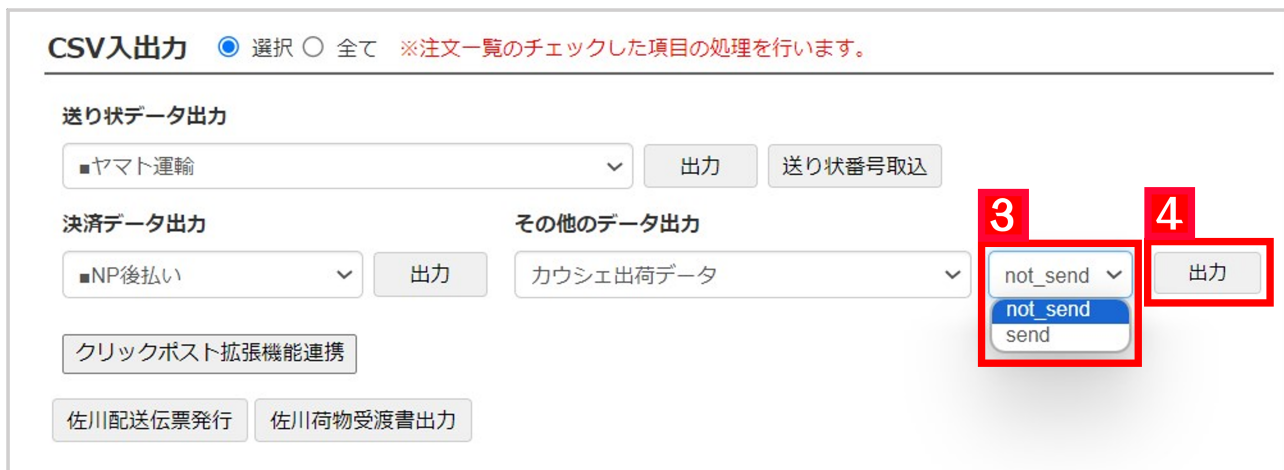 CSV入出力 選択 全て ※注文一覧のチェックした項目の処理を行います。
送り状データ出力
■ヤマト運輸 出力 送り状番号取込
決済データ出力 その他のデータ出力 3 4
■NP後払い 出力 カウシェ出荷データ not_send 出力
not_send
send
クリックポスト拡張機能連携
佐川配送伝票発行 佐川荷物受渡書出力